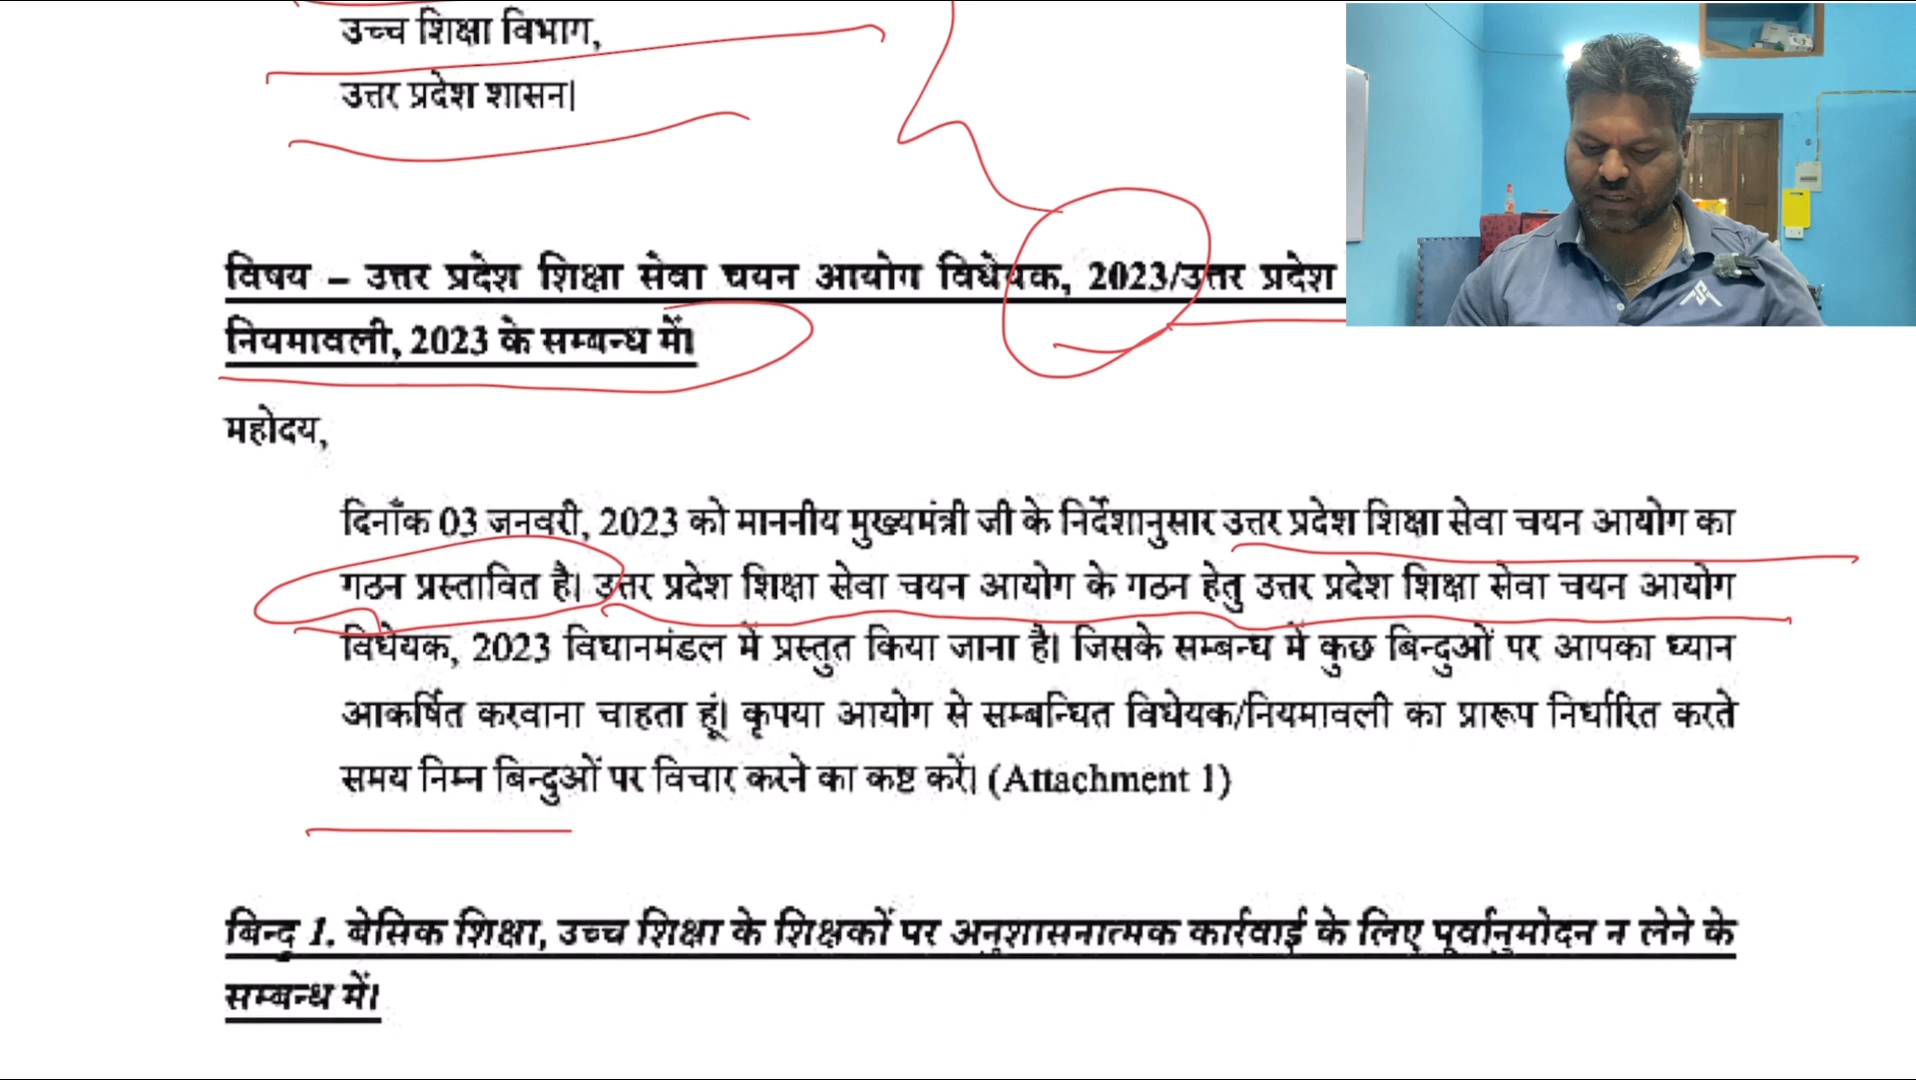 उच्च शिक्षा विभाग,
उत्तर प्रदेश शासन।
विषय – उत्तर प्रदेश शिक्षा सेवा चयन आयोग विधेयक, 2023/उत्तर प्रदेश
नियमावली, 2023 के सम्बन्ध में।
महोदय,
दिनाँक 03 जनवरी, 2023 को माननीय मुख्यमंत्री जी के निर्देशानुसार उत्तर प्रदेश शिक्षा सेवा चयन आयोग का
गठन प्रस्तावित है। उत्तर प्रदेश शिक्षा सेवा चयन आयोग के गठन हेतु उत्तर प्रदेश शिक्षा सेवा चयन आयोग
विधेयक, 2023 विधानमंडल में प्रस्तुत किया जाना है। जिसके सम्बन्ध में कुछ बिन्दुओं पर आपका ध्यान
आकर्षित करवाना चाहता हूं। कृपया आयोग से सम्बन्धित विधेयक/नियमावली का प्रारूप निर्धारित करते
समय निम्न बिन्दुओं पर विचार करने का कष्ट करें। (Attachment 1)
बिन्दु 1. बेसिक शिक्षा, उच्च शिक्षा के शिक्षकों पर अनुशासनात्मक कार्रवाई के लिए पूर्वानुमोदन न लेने के
सम्बन्ध में।